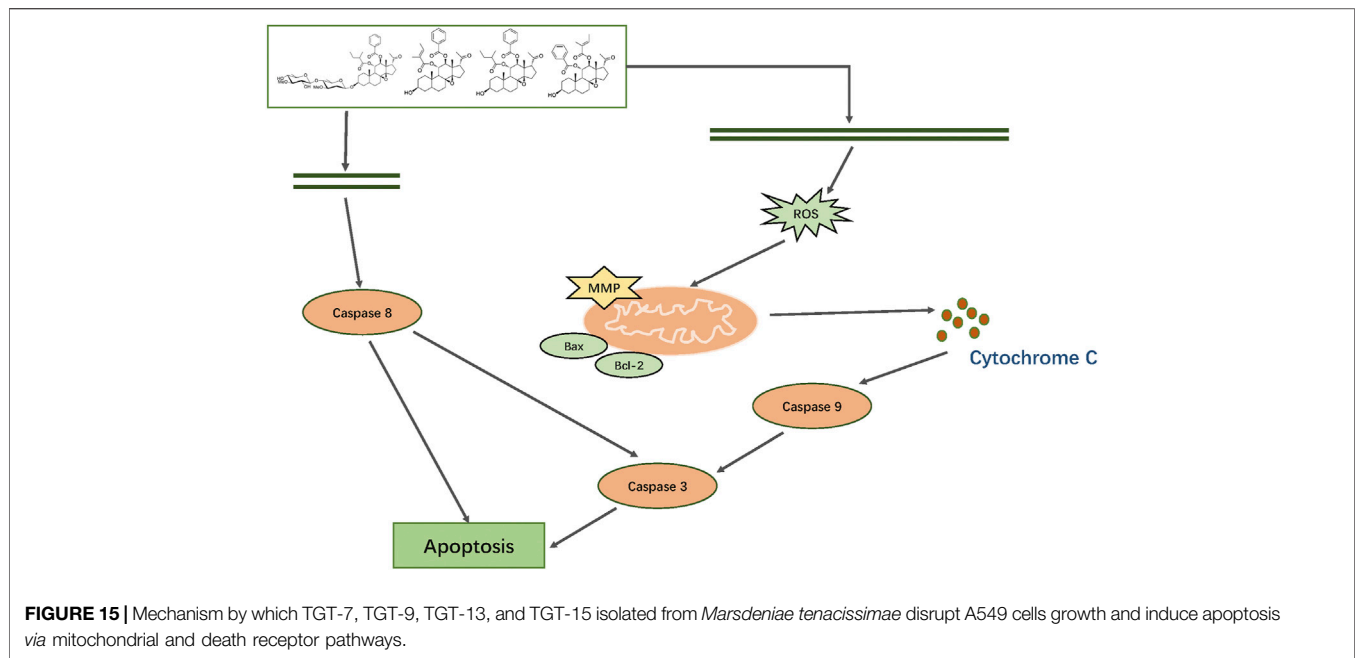 ROS
MMP
Caspase 8
Bax
Bcl-2
Cytochrome C
Caspase 9
Caspase 3
Apoptosis
FIGURE 15 | Mechanism by which TGT-7, TGT-9, TGT-13, and TGT-15 isolated from Marsdeniae tenacissimae disrupt A549 cells growth and induce apoptosis
via mitochondrial and death receptor pathways.